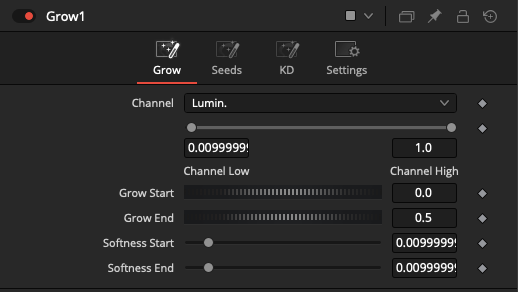 Grow1
Grow Seeds KD Settings
Channel Lumin.
0.00999999 1.0
Channel Low Channel High
Grow Start 0.0
Grow End 0.5
Softness Start 0.00999999
Softness End 0.00999999